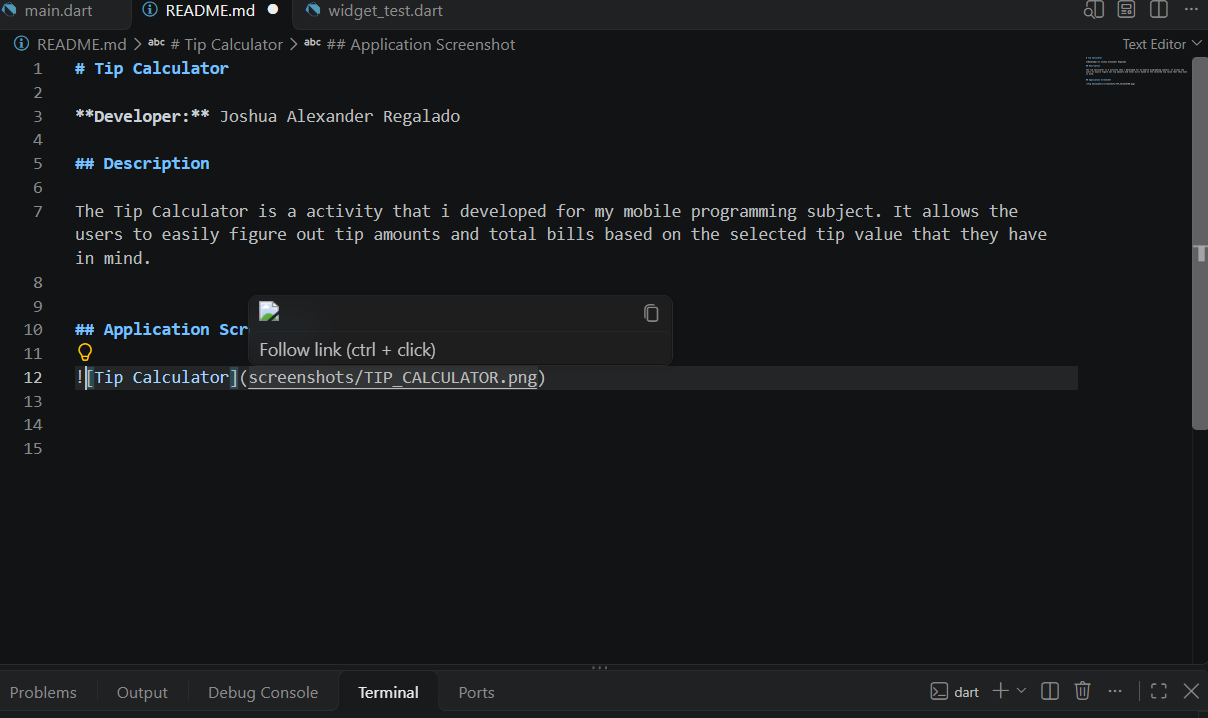 main.dart README.md widget_test.dart
README.md > abc # Tip Calculator > abc ## Application Screenshot Text Editor
1 # Tip Calculator
2
3 **Developer:** Joshua Alexander Regalado
4
5 ## Description
6
7 The Tip Calculator is a activity that i developed for my mobile programming subject. It allows the
users to easily figure out tip amounts and total bills based on the selected tip value that they have
in mind.
8
9
10 ## Application Scr
Follow link (ctrl + click)
11
12 ![Tip Calculator](screenshots/TIP_CALCULATOR.png)
13
14
15
Problems Output Debug Console Terminal Ports dart